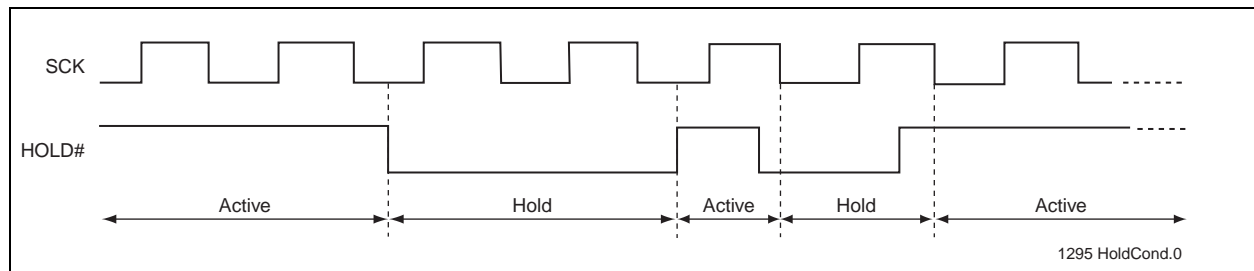 SCK
HOLD#
Active
Hold
Active
Hold
Active
1295 HoldCond.0